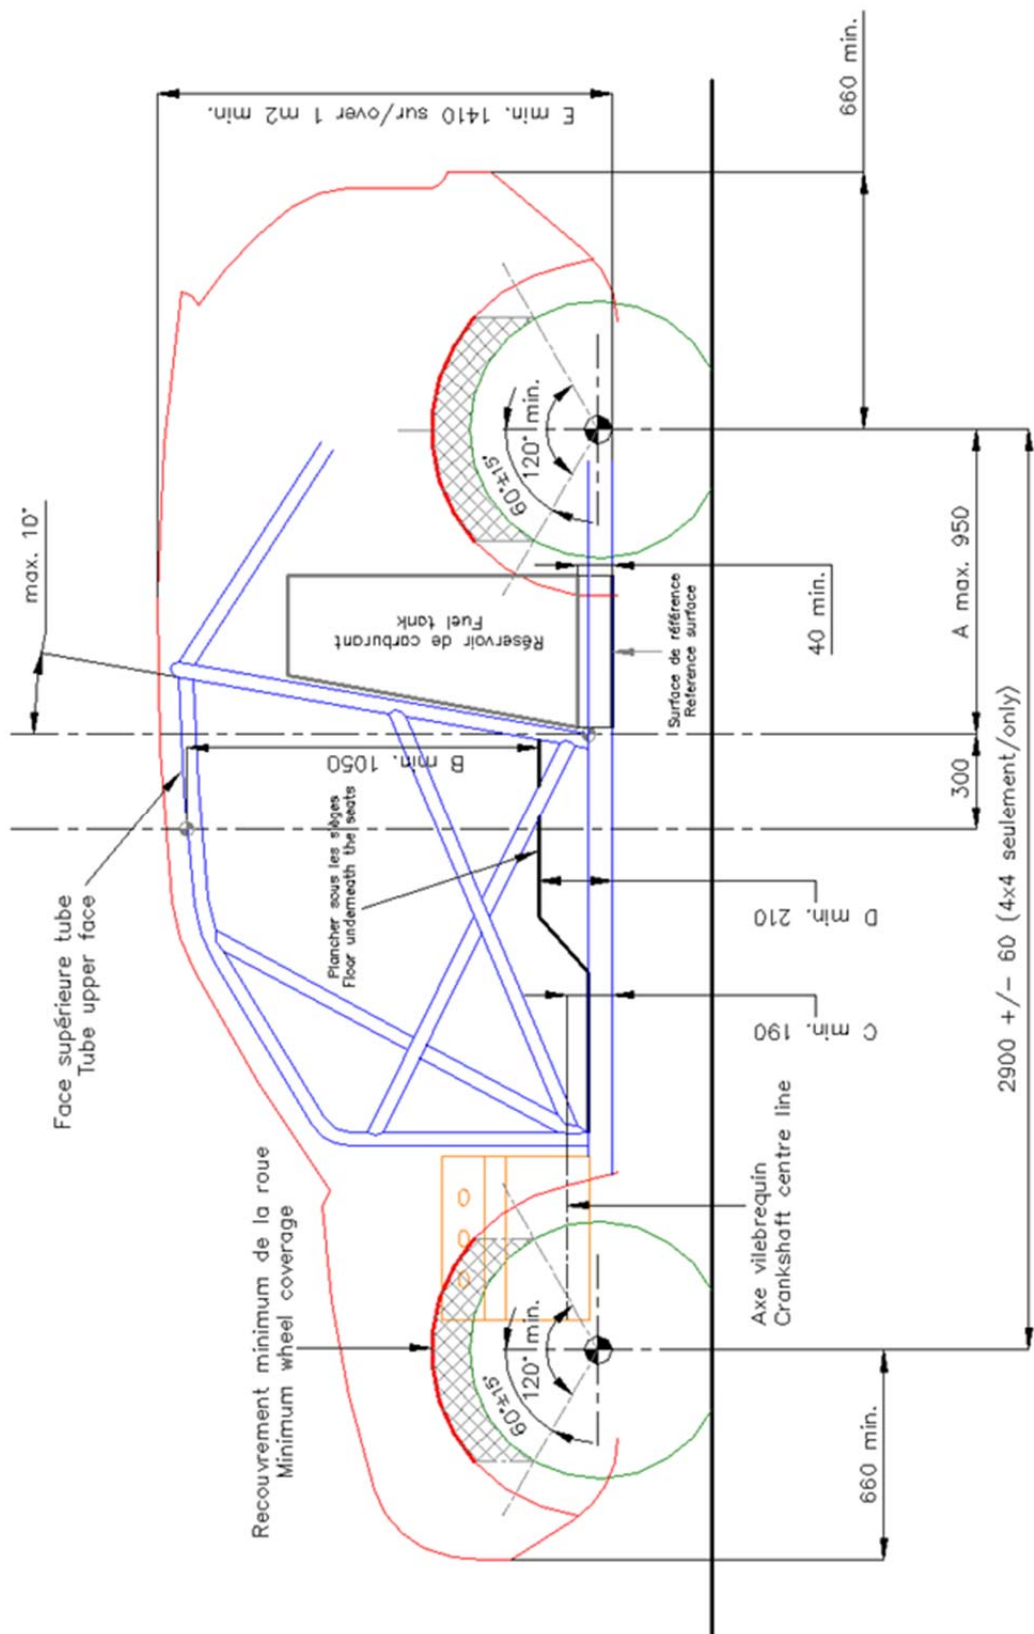 max. 10°
Face supérieure tube
Tube upper face
E min. 1410 sur/over 1 m2 min.
Recouvrement minimum de la roue
Minimum wheel coverage
B min. 1050
Plancher sous les sièges
Floor underneath the seats
Réservoir de carburant
Fuel tank
60°±15'
120° min.
60°±15'
120° min.
Surface de référence
Reference surface
Axe vilebrequin
Crankshaft centre line
C min. 190
D min. 210
40 min.
660 min.
660 min.
300
A max. 950
2900 +/- 60 (4x4 seulement/only)